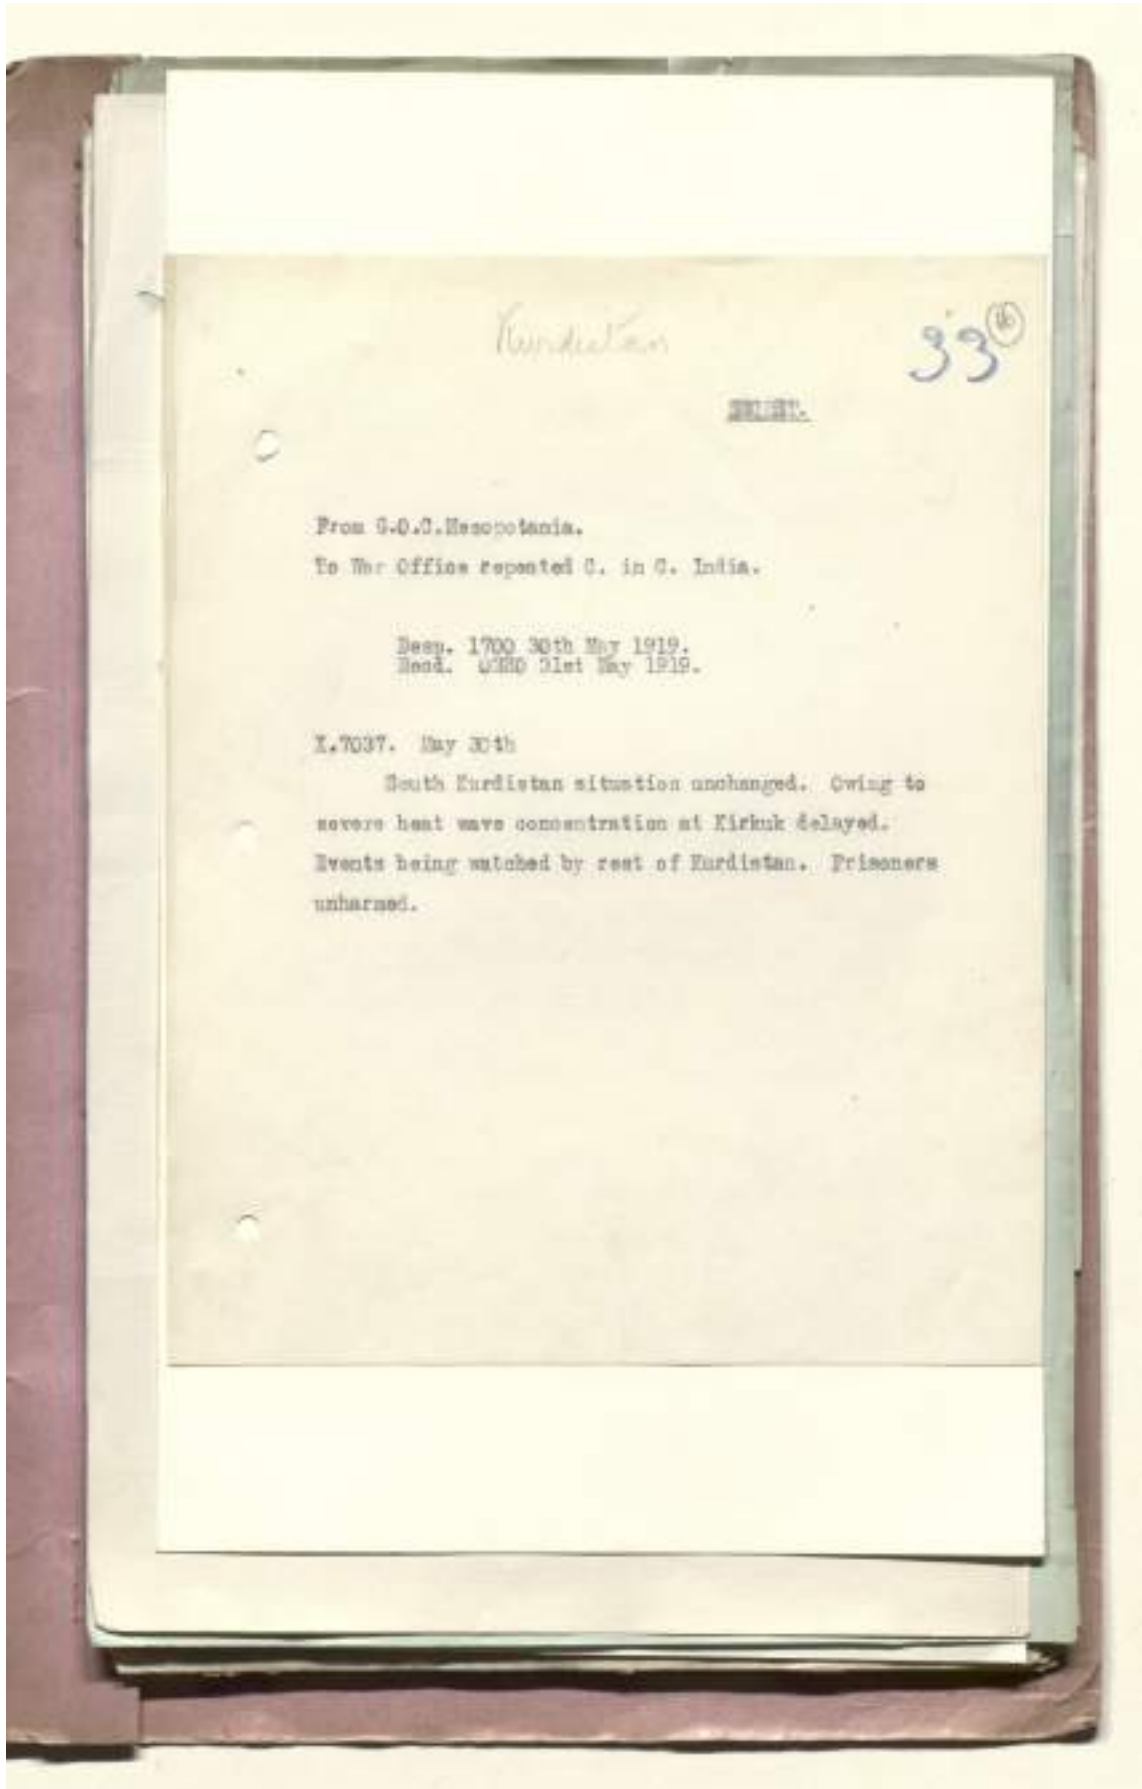 Kurdistan
33
16
SECRET.
From G.O.C.Mesopotamia.
To War Office repeated C. in C. India.
Desp. 1700 30th May 1919.
Recd. 31st May 1919.
X.7037. May 30th
South Kurdistan situation unchanged. Owing to
severe heat wave concentration at Kirkuk delayed.
Events being watched by rest of Kurdistan. Prisoners
unharmed.